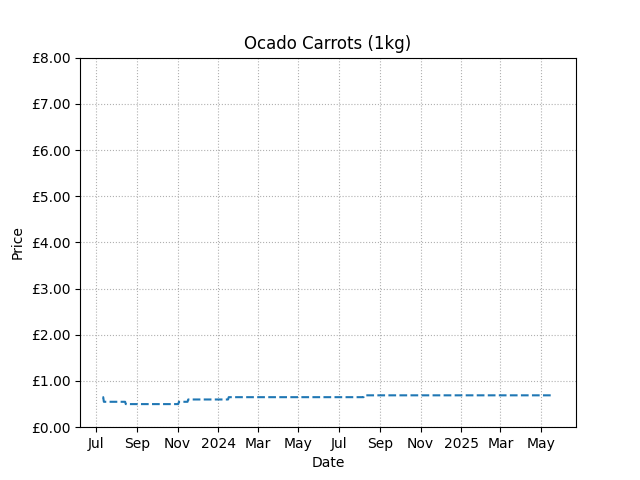 Ocado Carrots (1kg)
£8.00
£7.00
£6.00
£5.00
£4.00
£3.00
£2.00
£1.00
£0.00
Price
Jul Sep Nov 2024 Mar May Jul Sep Nov 2025 Mar May
Date